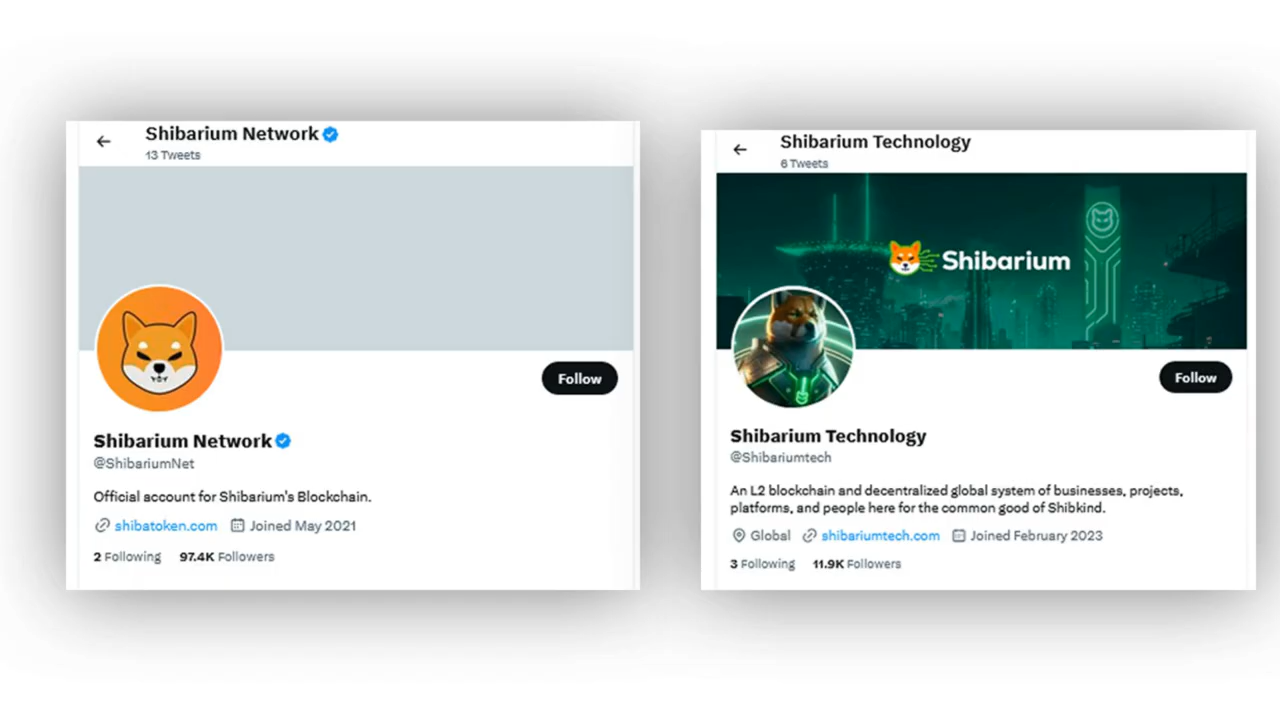 Shibarium Network
13 Tweets
Follow
Shibarium Network
@ShibariumNet
Official account for Shibarium's Blockchain.
shibatoken.com Joined May 2021
2 Following 97.4K Followers
Shibarium Technology
6 Tweets
Shibarium
Follow
Shibarium Technology
@Shibariumtech
An L2 blockchain and decentralized global system of businesses, projects,
platforms, and people here for the common good of Shibkind.
Global shibariumtech.com Joined February 2023
3 Following 11.9K Followers